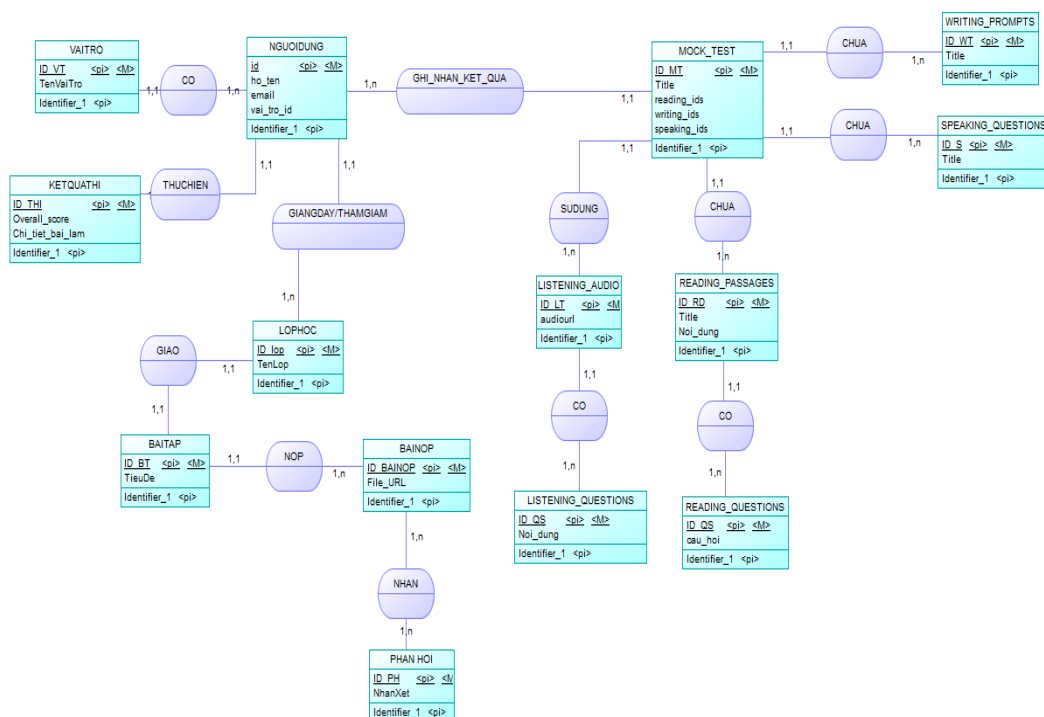 WRITING_PROMPTS
ID_WT <pi> <M>
Title
Identifier_1 <pi>
CHUA
1,1
1,n
VAITRO
ID_VT <pi> <M>
TenVaiTro
Identifier_1 <pi>
CO
1,1
1,n
NGUOIDUNG
id <pi> <M>
ho_ten
email
vai_tro_id
Identifier_1 <pi>
GHI_NHAN_KET_QUA
1,n
1,1
MOCK_TEST
ID_MT <pi> <M>
Title
reading_ids
writing_ids
speaking_ids
Identifier_1 <pi>
CHUA
1,1
1,n
SPEAKING_QUESTIONS
ID_S <pi> <M>
Title
Identifier_1 <pi>
KETQUATHI
ID_THI <pi> <M>
Overall_score
Chi_tiet_bai_lam
Identifier_1 <pi>
THUCHIEN
1,1
1,1
GIANGDAY/THAMGIAM
1,n
SUDUNG
1,1
1,n
CHUA
1,1
1,n
LISTENING_AUDIO
ID_LT <pi> <M
audiourl
Identifier_1 <pi>
READING_PASSAGES
ID_RD <pi> <M>
Title
Noi_dung
Identifier_1 <pi>
LOPHOC
ID_lop <pi> <M>
TenLop
Identifier_1 <pi>
GIAO
1,1
1,1
CO
1,1
1,n
CO
1,1
1,n
BAITAP
ID_BT <pi> <M>
TieuDe
Identifier_1 <pi>
NOP
1,1
1,n
BAINOP
ID_BAINOP <pi> <M>
File_URL
Identifier_1 <pi>
LISTENING_QUESTIONS
ID_QS <pi> <M>
Noi_dung
Identifier_1 <pi>
READING_QUESTIONS
ID_QS <pi> <M>
cau_hoi
Identifier_1 <pi>
1,n
NHAN
1,n
PHAN HOI
ID_PH <pi> <M
NhanXet
Identifier_1 <pi>